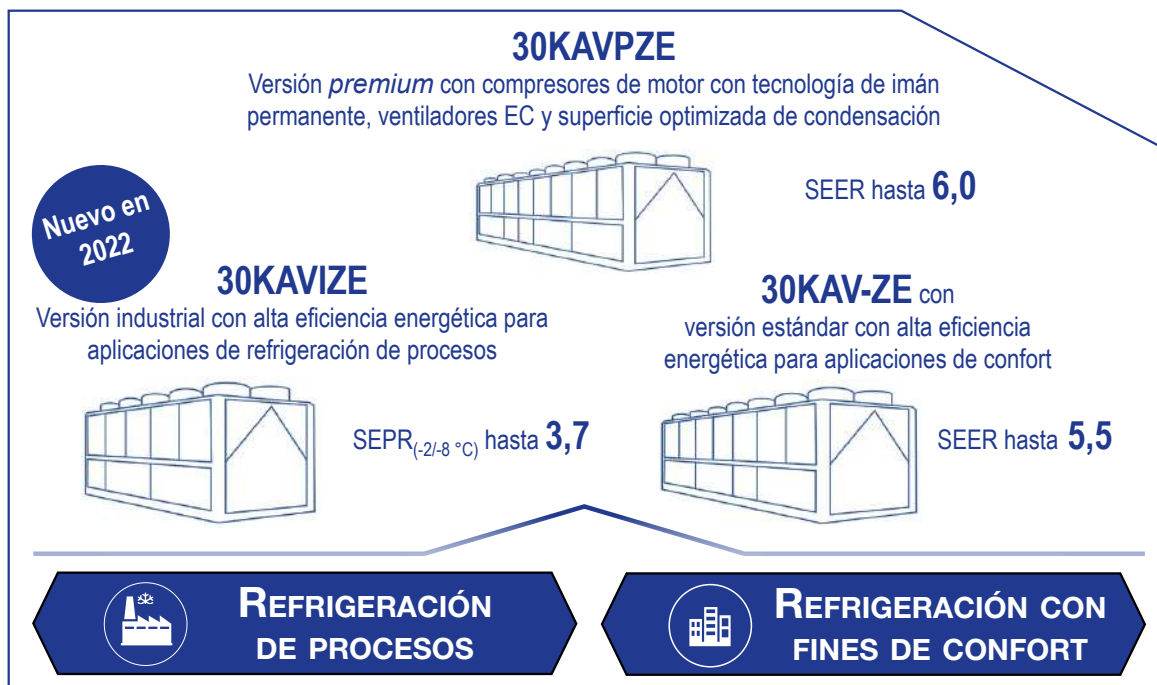 30KAVPZE
Versión premium con compresores de motor con tecnología de imán
permanente, ventiladores EC y superficie optimizada de condensación
SEER hasta 6,0
Nuevo en
2022
30KAVIZE
Versión industrial con alta eficiencia energética para
aplicaciones de refrigeración de procesos
SEPR(-2/-8 °C) hasta 3,7
30KAV-ZE con
versión estándar con alta eficiencia
energética para aplicaciones de confort
SEER hasta 5,5
REFRIGERACIÓN
DE PROCESOS
REFRIGERACIÓN CON
FINES DE CONFORT